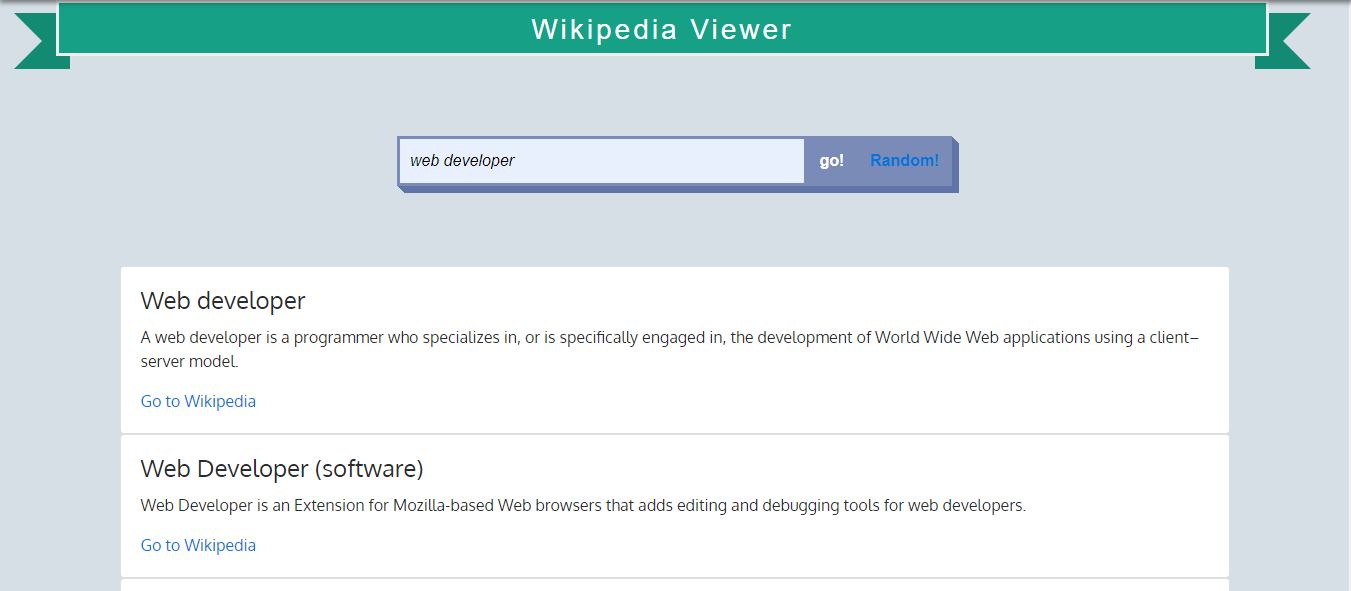 Wikipedia Viewer
web developer
go!
Random!
Web developer
A web developer is a programmer who specializes in, or is specifically engaged in, the development of World Wide Web applications using a client–
server model.
Go to Wikipedia
Web Developer (software)
Web Developer is an Extension for Mozilla-based Web browsers that adds editing and debugging tools for web developers.
Go to Wikipedia